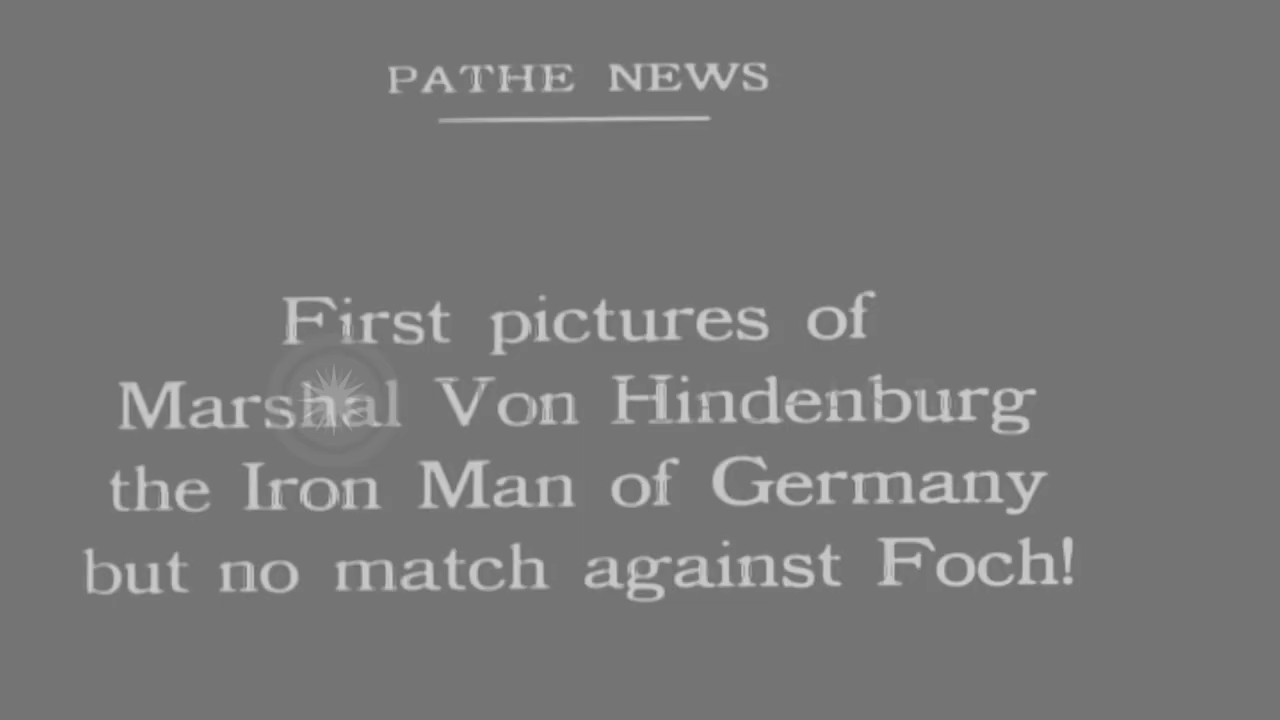 PATHE NEWS
First pictures of
Marshal Von Hindenburg
the Iron Man of Germany
but no match against Foch!